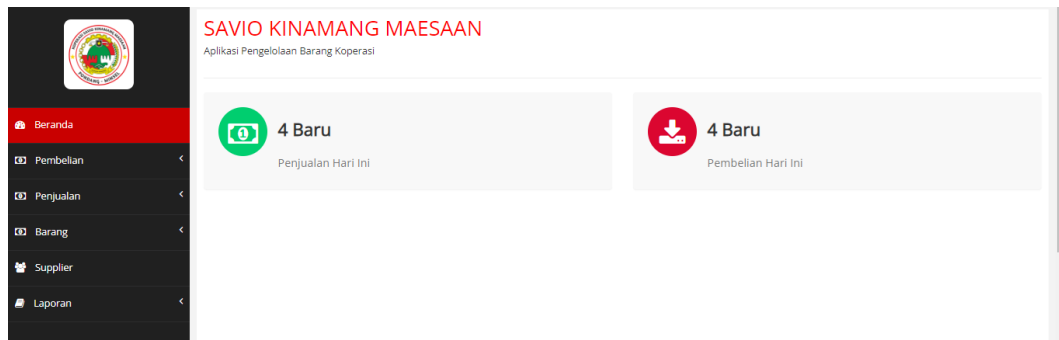 SAVIO KINAMANG MAESAAN
Aplikasi Pengelolaan Barang Koperasi
Beranda
Pembelian
Penjualan
Barang
Supplier
Laporan
4 Baru
Penjualan Hari Ini
4 Baru
Pembelian Hari Ini